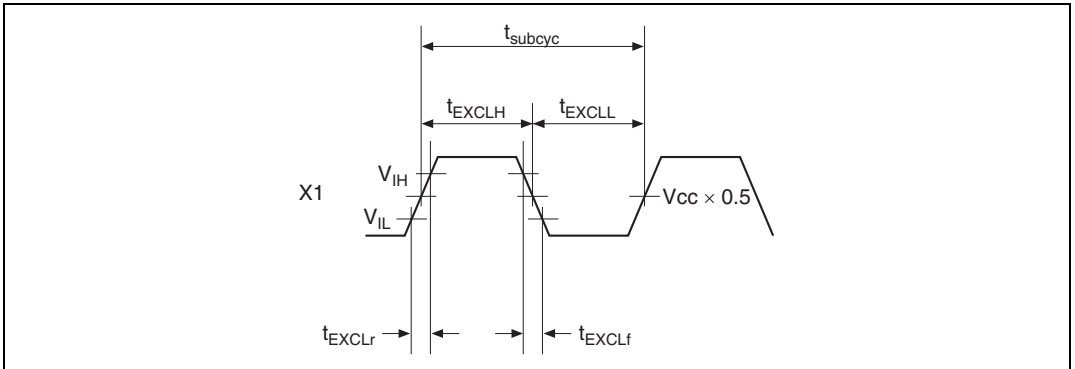 tsubcyc
tEXCLH tEXCLL
VIH
X1
Vcc × 0.5
VIL
tEXCLr tEXCLf